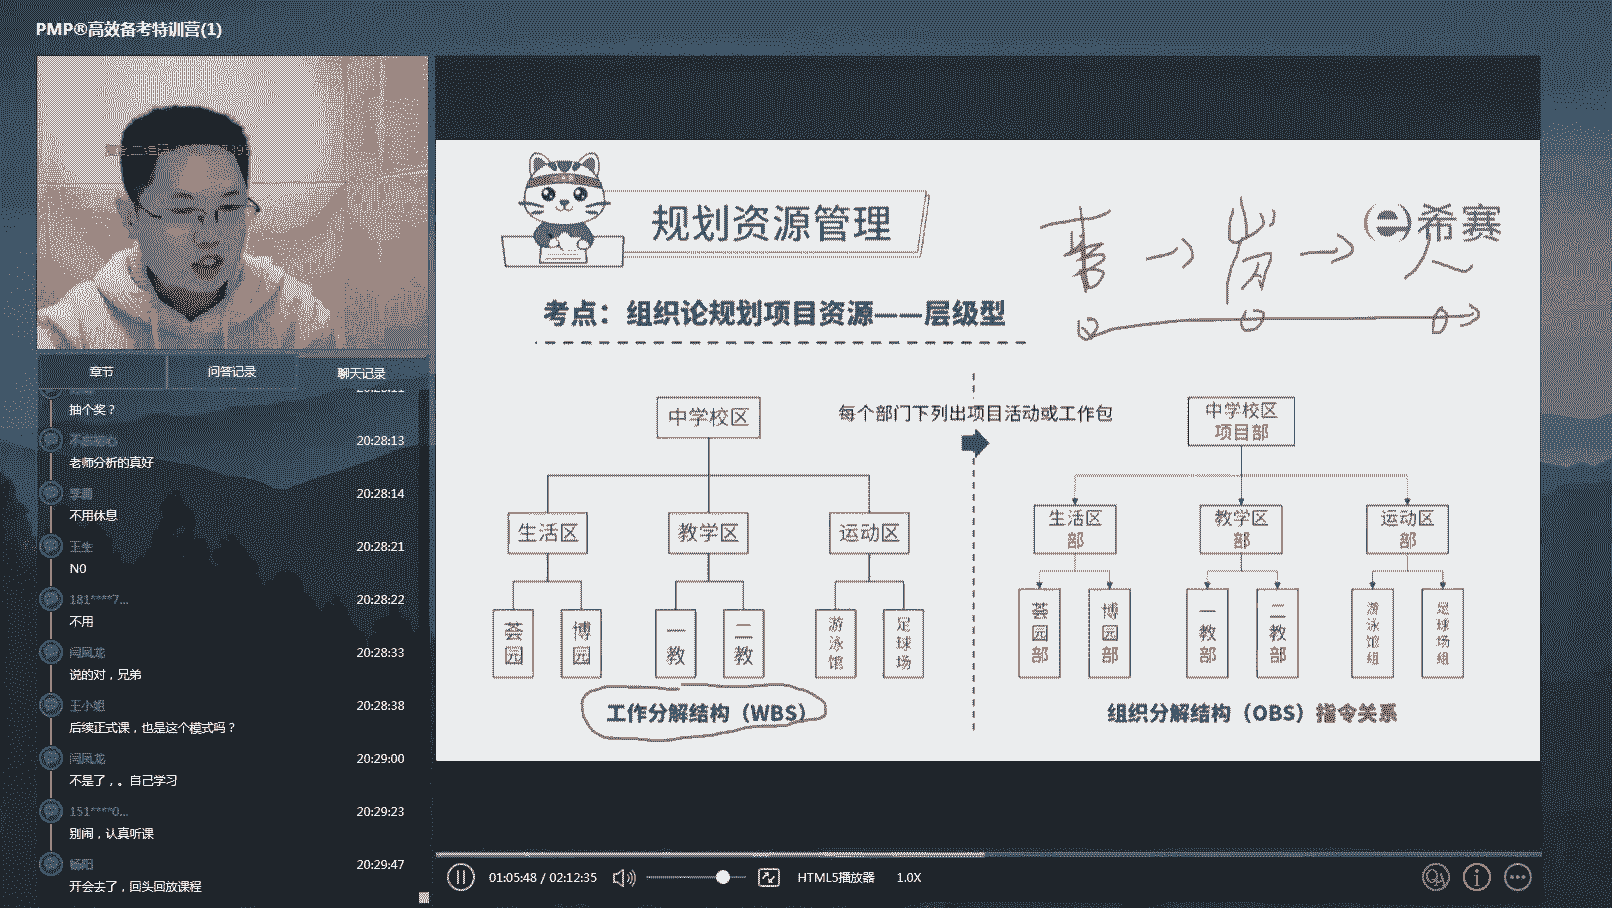 PMP®高效备考特训营(1)
章节
问答记录
聊天记录
抽个奖？
不忘初心
20:28:13
老师分析的真好
李鹏
20:28:14
不用休息
王生
20:28:21
N0
181****7...
20:28:22
不用
闫凤龙
20:28:33
说的对，兄弟
王小姐
20:28:38
后续正式课，也是这个模式吗？
闫凤龙
20:29:00
不是了，。自己学习
151****0...
20:29:23
别闹，认真听课
杨阳
20:29:47
开会去了，回头回放课程
规划资源管理
希赛
事→岗→人
考点：组织论规划项目资源——层级型
每个部门下列出项目活动或工作包
中学校区
生活区
教学区
运动区
荟园
博园
一教
二教
游泳馆
足球场
工作分解结构（WBS）
中学校区
项目部
生活区
部
教学区
部
运动区
部
荟园部
博园部
一教部
二教部
游泳馆组
足球场组
组织分解结构（OBS）指令关系
01:05:48 / 02:12:35
HTML5播放器
1.0X